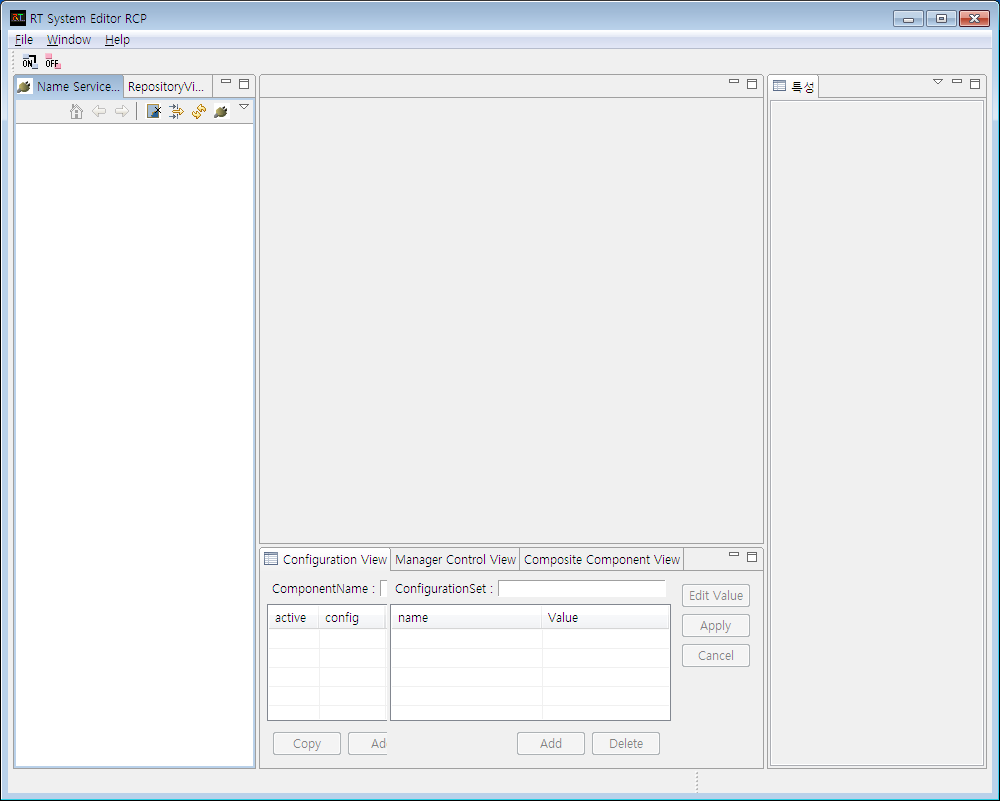 RT System Editor RCP
File Window Help
ON OFF
Name Service... RepositoryVi...
특성
Configuration View Manager Control View Composite Component View
ComponentName : ConfigurationSet :
Edit Value
active config name Value
Apply
Cancel
Copy Add Delete